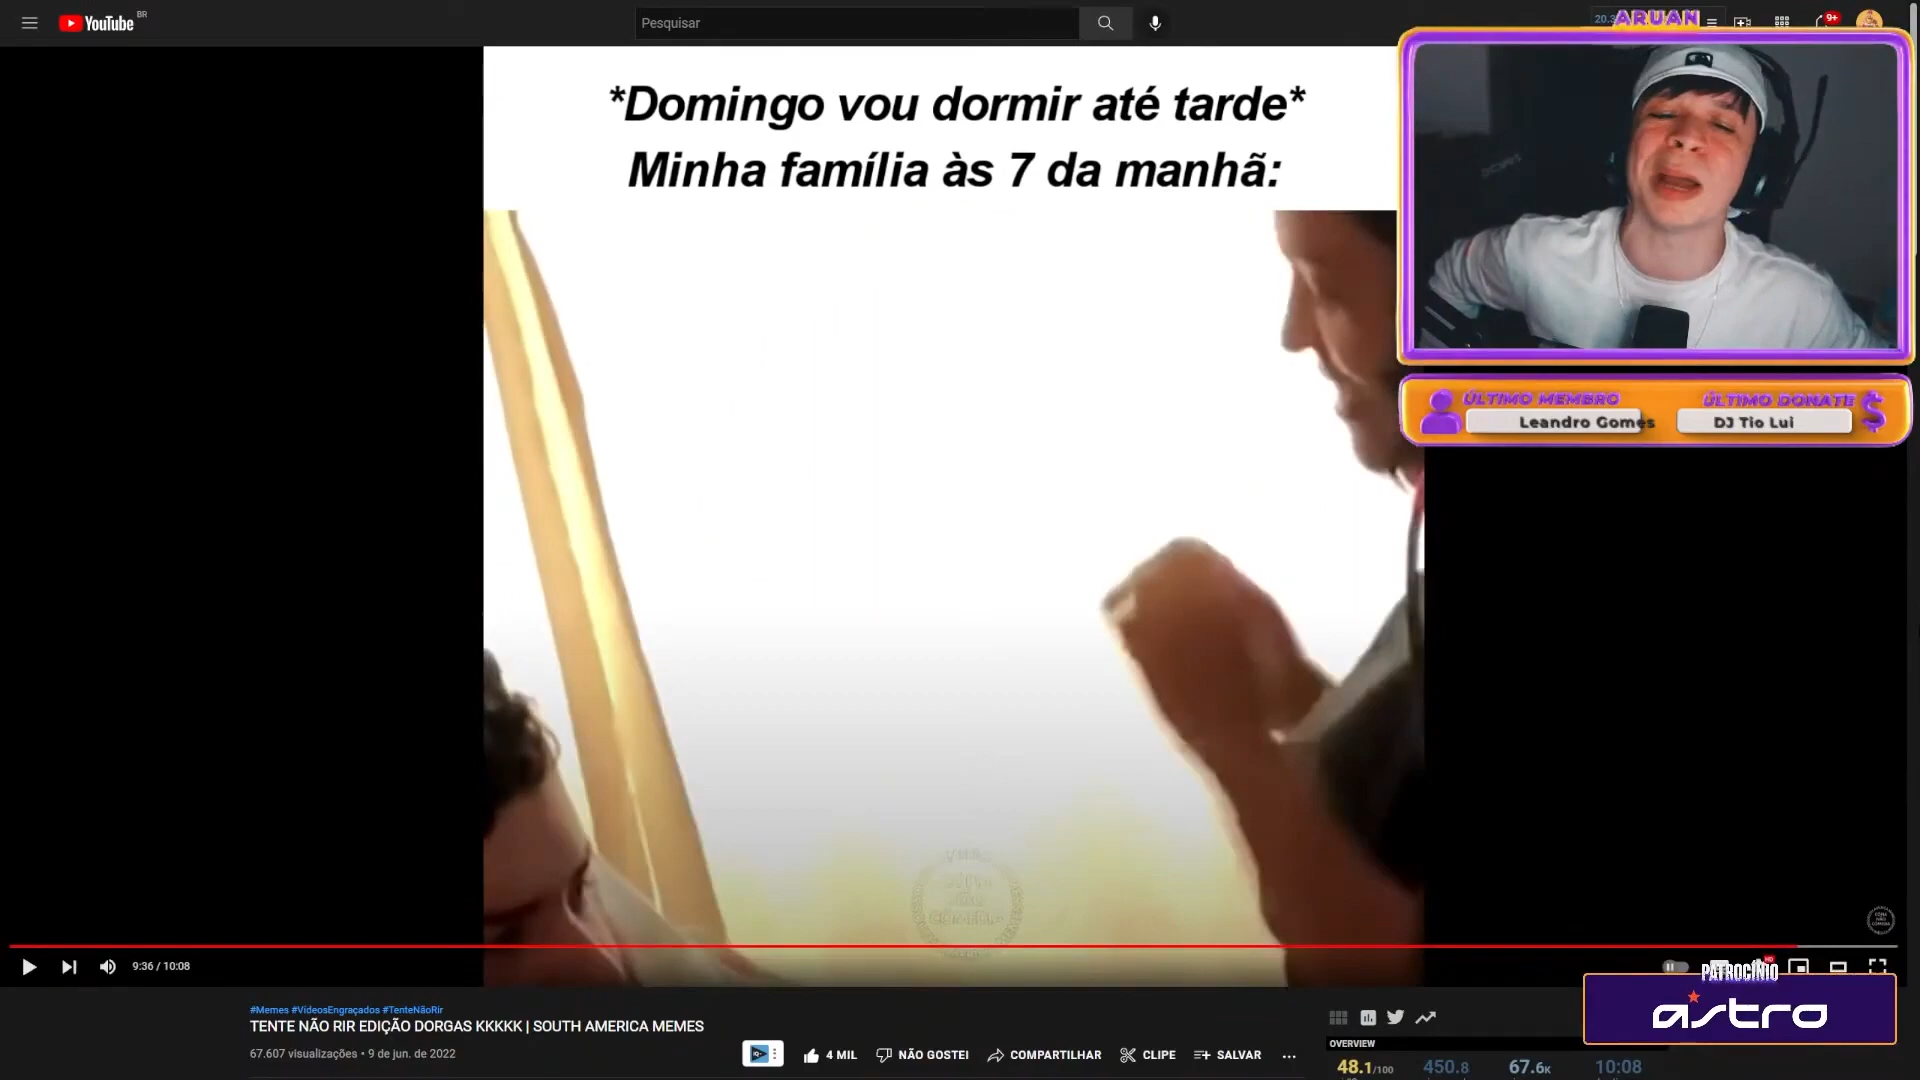 YouTube BR
Pesquisar
9+
ARUAN
*Domingo vou dormir até tarde*
Minha família às 7 da manhã:
ÚLTIMO MEMBRO
Leandro Gomes
ÚLTIMO DONATE
DJ Tio Lui
9:36 / 10:08
HD
PATROCÍNIO
astro
#Memes #VídeosEngraçados #TenteNãoRir
TENTE NÃO RIR EDIÇÃO DORGAS KKKKK | SOUTH AMERICA MEMES
67.607 visualizações • 9 de jun. de 2022
4 MIL
NÃO GOSTEI
COMPARTILHAR
CLIPE
SALVAR
OVERVIEW
48.1/100
450.8
67.6K
10:08